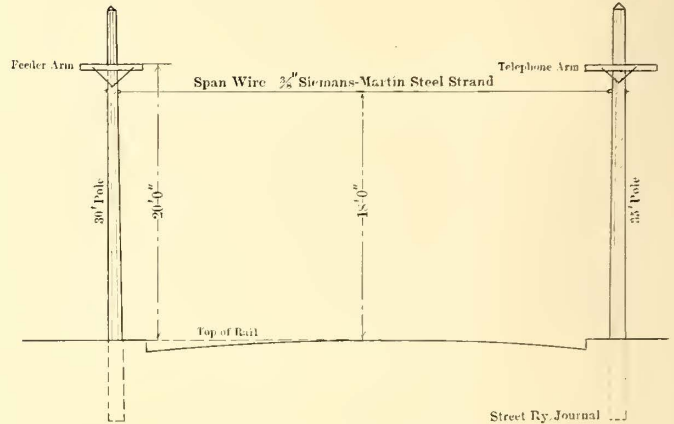 Feeder Arm
Telephone Arm
Span Wire ⅜" Siemans-Martin Steel Strand
30' Pole
20'-0"
18'-0"
35' Pole
Top of Rail
Street Ry. Journal